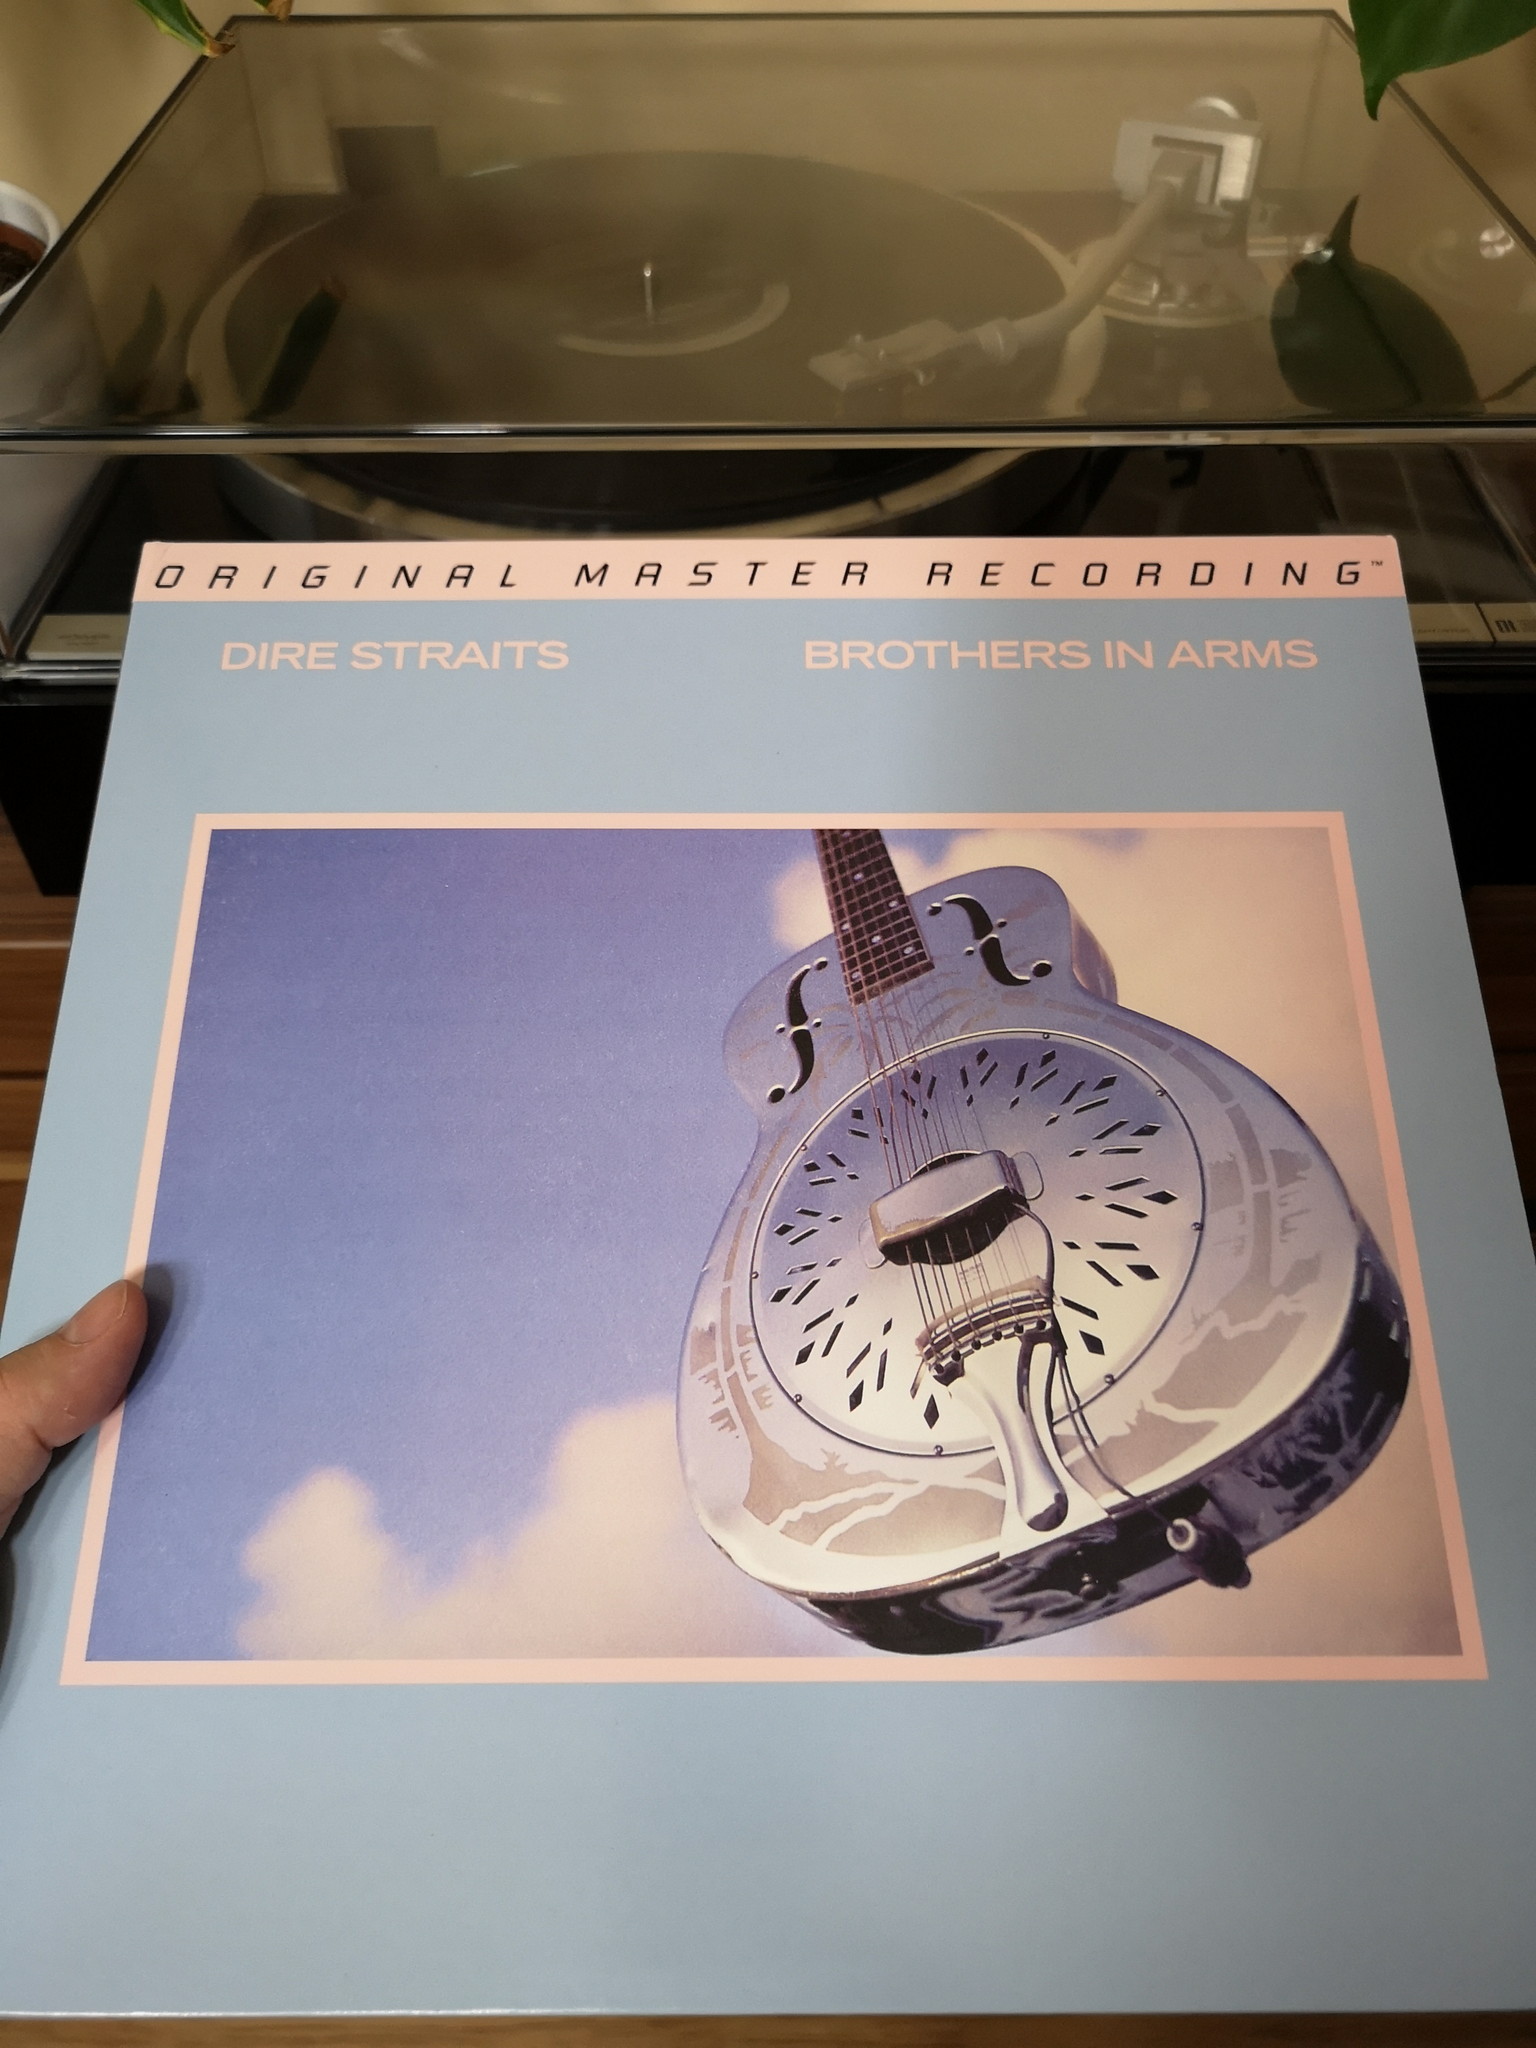 ORIGINAL MASTER RECORDING™
DIRE STRAITS BROTHERS IN ARMS